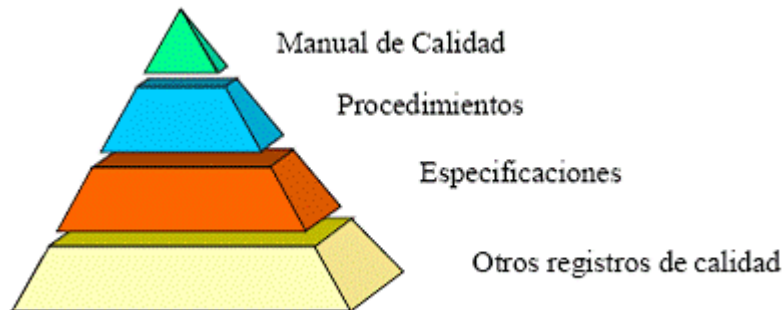 Manual de Calidad
Procedimientos
Especificaciones
Otros registros de calidad